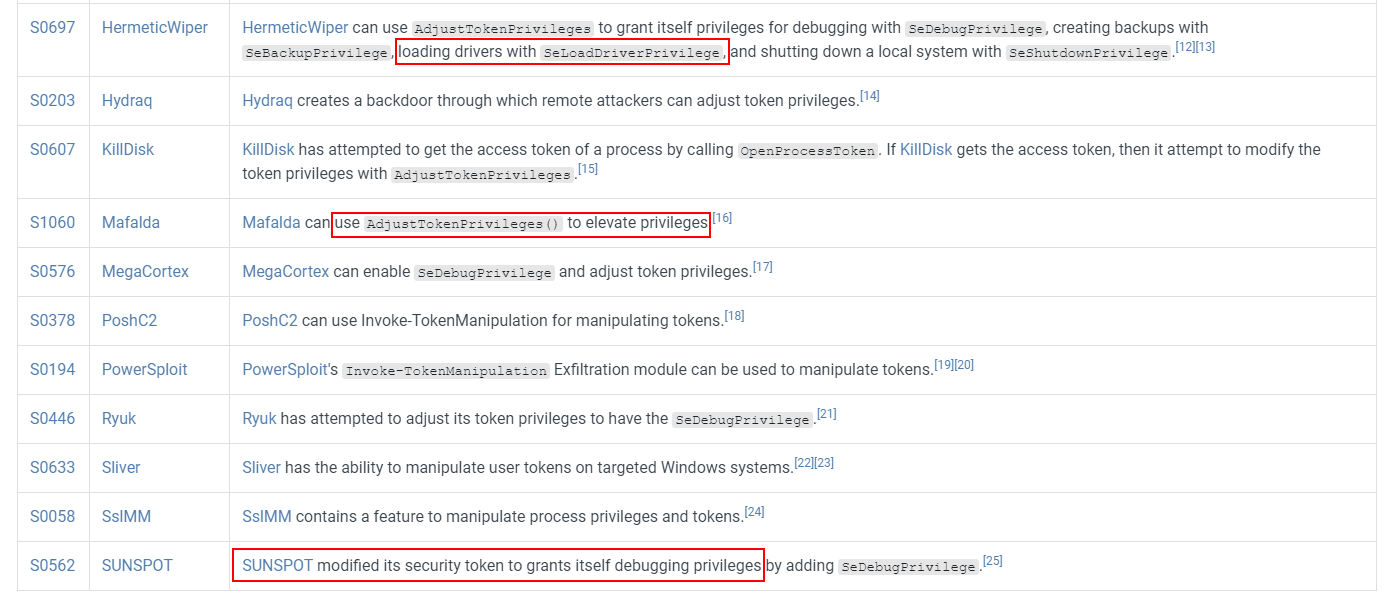 S0697 HermeticWiper HermeticWiper can use AdjustTokenPrivileges to grant itself privileges for debugging with SeDebugPrivilege, creating backups with
SeBackupPrivilege, loading drivers with SeLoadDriverPrivilege, and shutting down a local system with SeShutdownPrivilege.[12][13]
S0203 Hydraq Hydraq creates a backdoor through which remote attackers can adjust token privileges.[14]
S0607 KillDisk KillDisk has attempted to get the access token of a process by calling OpenProcessToken. If KillDisk gets the access token, then it attempt to modify the
token privileges with AdjustTokenPrivileges.[15]
S1060 Mafalda Mafalda can use AdjustTokenPrivileges() to elevate privileges.[16]
S0576 MegaCortex MegaCortex can enable SeDebugPrivilege and adjust token privileges.[17]
S0378 PoshC2 PoshC2 can use Invoke-TokenManipulation for manipulating tokens.[18]
S0194 PowerSploit PowerSploit's Invoke-TokenManipulation Exfiltration module can be used to manipulate tokens.[19][20]
S0446 Ryuk Ryuk has attempted to adjust its token privileges to have the SeDebugPrivilege.[21]
S0633 Sliver Sliver has the ability to manipulate user tokens on targeted Windows systems.[22][23]
S0058 SslMM SslMM contains a feature to manipulate process privileges and tokens.[24]
S0562 SUNSPOT SUNSPOT modified its security token to grants itself debugging privileges by adding SeDebugPrivilege.[25]